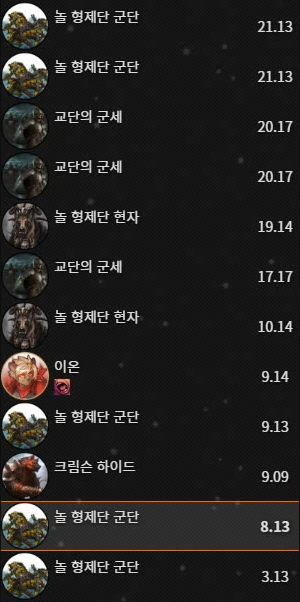 놀 형제단 군단 21.13
놀 형제단 군단 21.13
교단의 군세 20.17
교단의 군세 20.17
놀 형제단 현자 19.14
교단의 군세 17.17
놀 형제단 현자 10.14
이온 9.14
놀 형제단 군단 9.13
크림슨 하이드 9.09
놀 형제단 군단 8.13
놀 형제단 군단 3.13